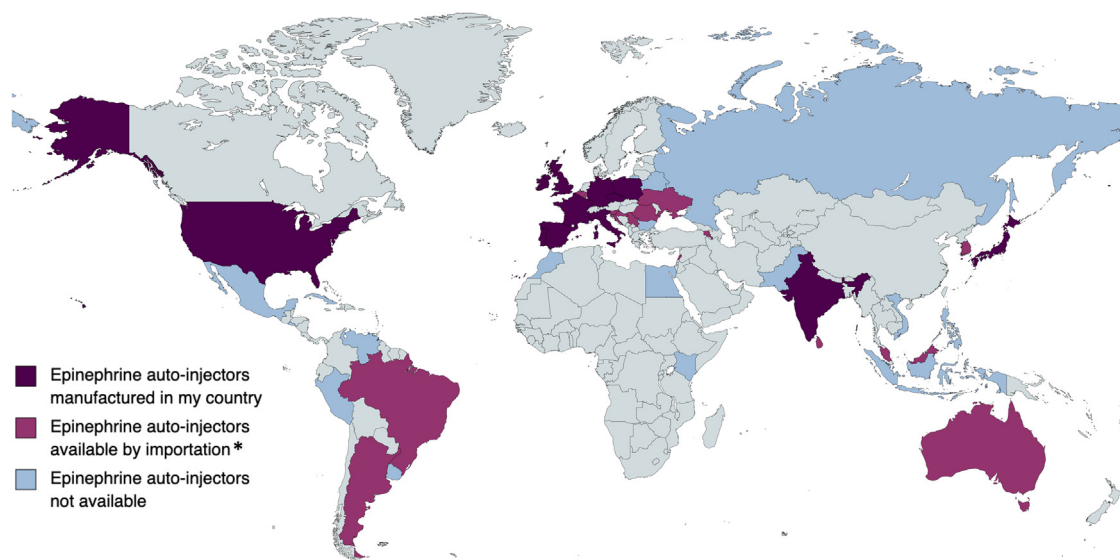 Epinephrine auto-injectors
manufactured in my country
Epinephrine auto-injectors
available by importation*
Epinephrine auto-injectors
not available